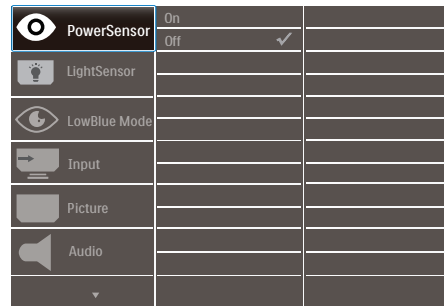 PowerSensor
On
Off
LightSensor
LowBlue Mode
Input
Picture
Audio